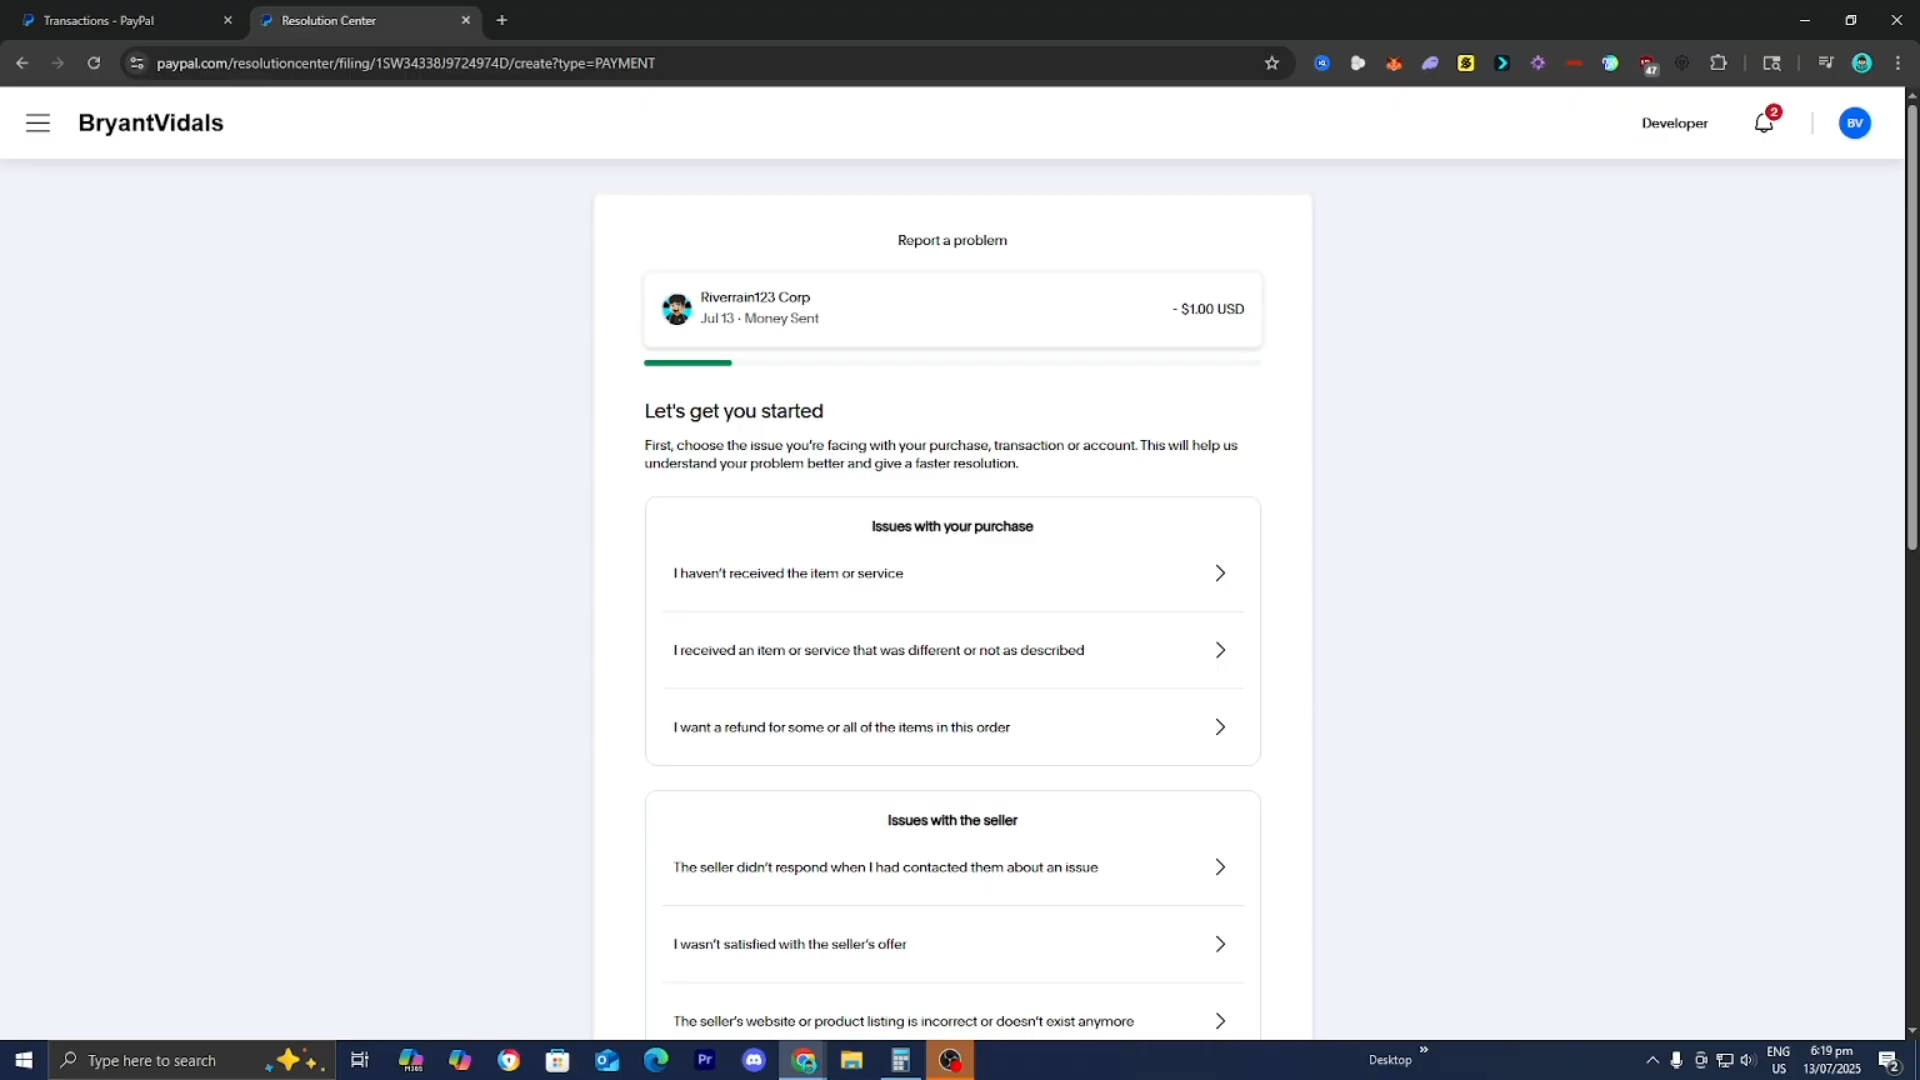 Transactions - PayPal
Resolution Center
paypal.com/resolutioncenter/filing/1SW34338J9724974D/create?type=PAYMENT
47
BryantVidals
Developer
2
BV
Report a problem
Riverrain123 Corp
Jul 13 · Money Sent
- $1.00 USD
Let's get you started
First, choose the issue you're facing with your purchase, transaction or account. This will help us
understand your problem better and give a faster resolution.
Issues with your purchase
I haven't received the item or service
I received an item or service that was different or not as described
I want a refund for some or all of the items in this order
Issues with the seller
The seller didn't respond when I had contacted them about an issue
I wasn't satisfied with the seller's offer
The seller's website or product listing is incorrect or doesn't exist anymore
Type here to search
M365
Pr
Desktop
ENG
US
6:19 pm
13/07/2025
2